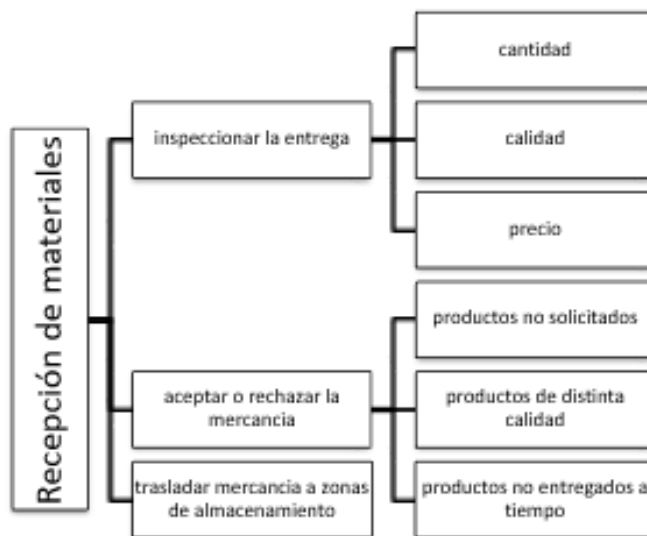 Recepción de materiales
inspeccionar la entrega
cantidad
calidad
precio
aceptar o rechazar la
mercancia
productos no solicitados
productos de distinta
calidad
productos no entregados a
tiempo
trasladar mercancia a zonas
de almacenamiento